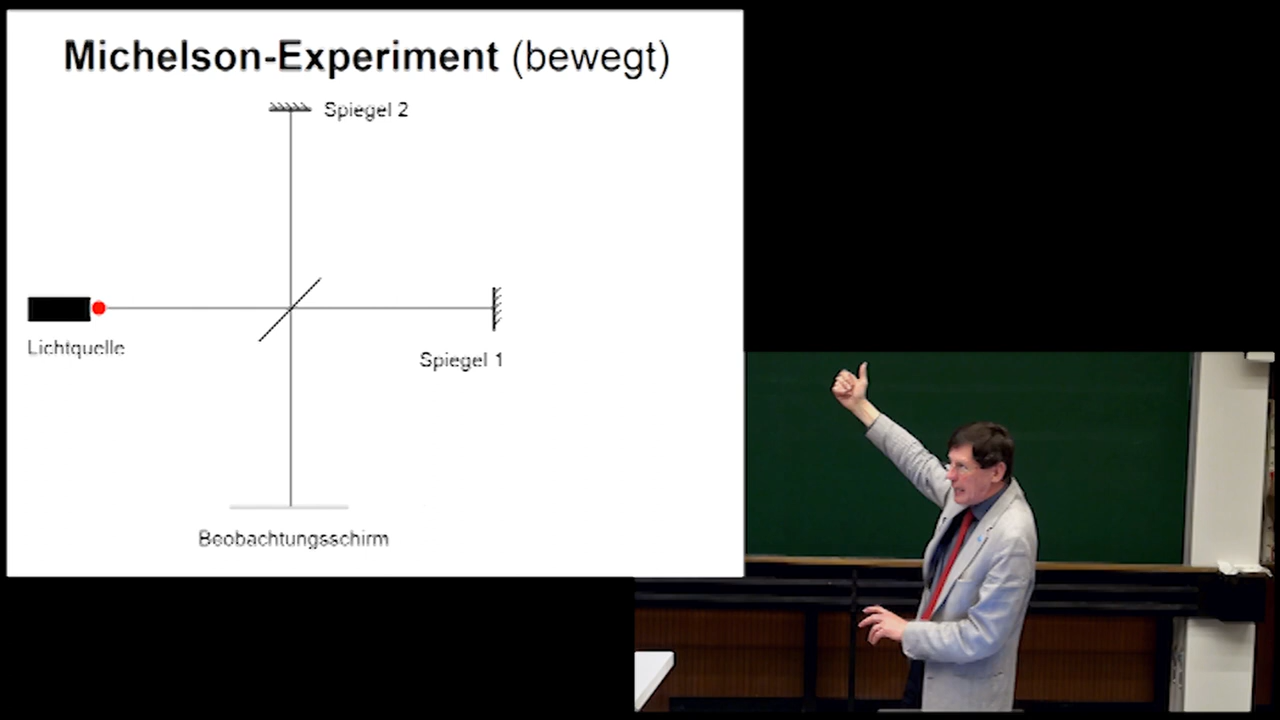 Michelson-Experiment (bewegt)
Spiegel 2
Lichtquelle
Spiegel 1
Beobachtungsschirm